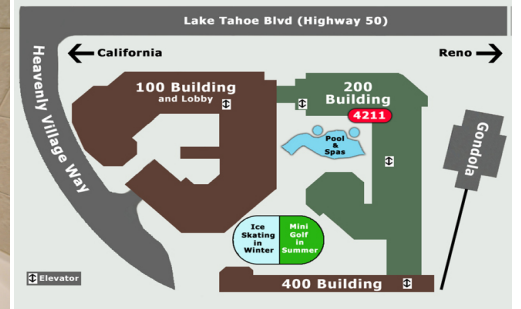 Lake Tahoe Blvd (Highway 50)
California
Reno
Heavenly Village Way
100 Building
and Lobby
200
Building
4211
Pool
&
Spas
Gondola
Ice
Skating
in
Winter
Mini
Golf
in
Summer
Elevator
400 Building